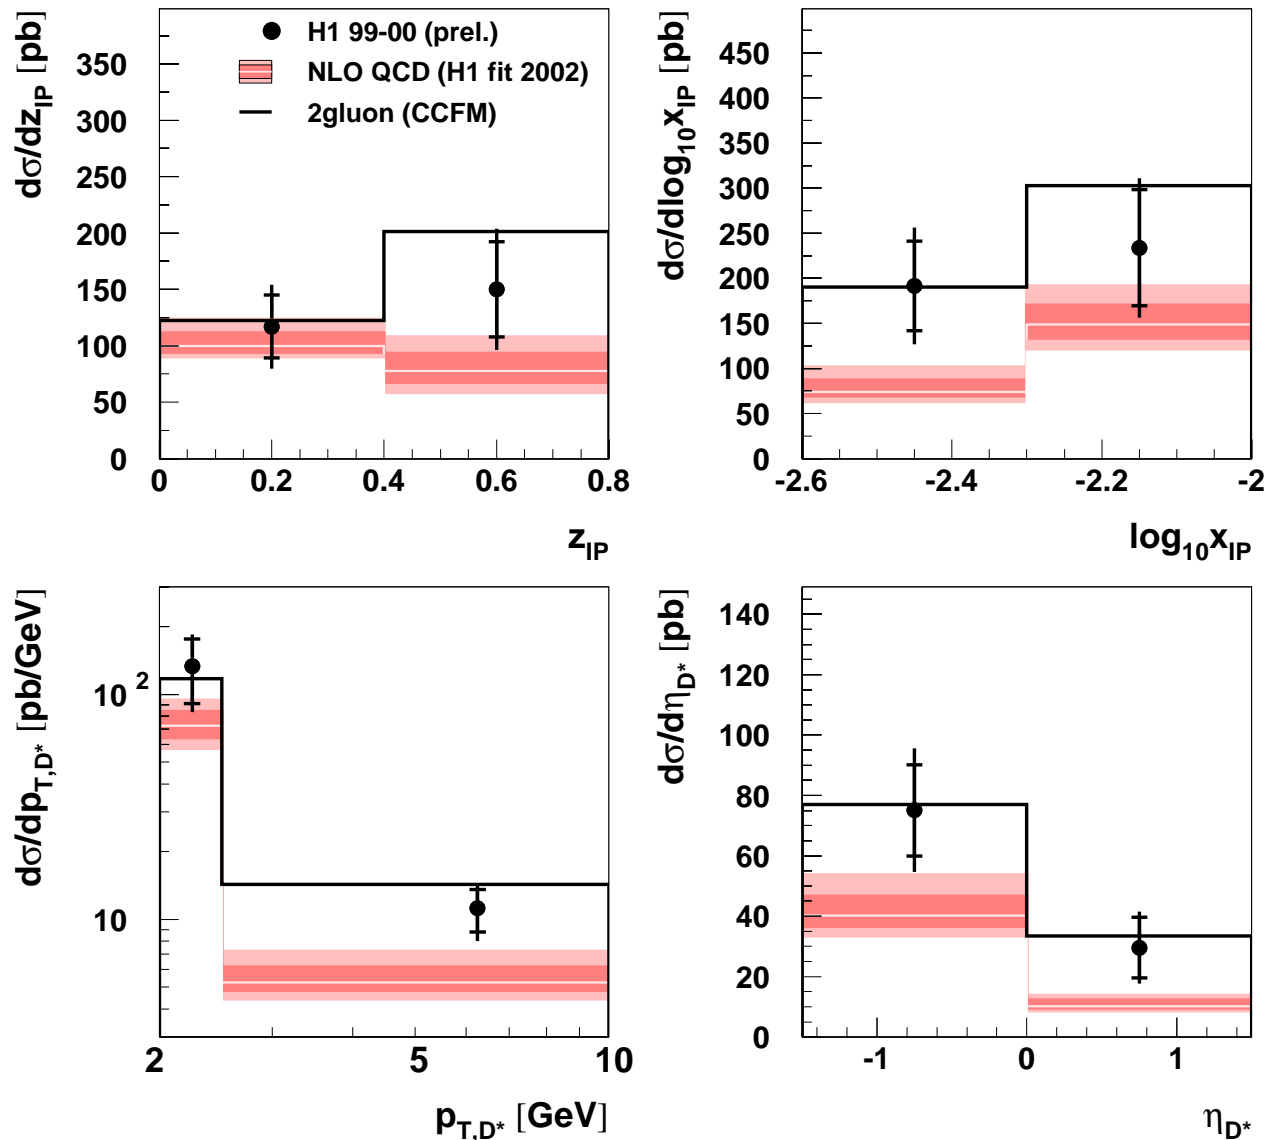 dσ/dz_IP [pb]
H1 99-00 (prel.)
NLO QCD (H1 fit 2002)
2gluon (CCFM)
350
300
250
200
150
100
50
0
0 0.2 0.4 0.6 0.8
z_IP
dσ/dlog_10x_IP [pb]
450
400
350
300
250
200
150
100
50
0
-2.6 -2.4 -2.2 -2
log_10x_IP
dσ/dp_T,D* [pb/GeV]
10^2
10
2 5 10
p_T,D* [GeV]
dσ/dη_D* [pb]
140
120
100
80
60
40
20
0
-1 0 1
η_D*